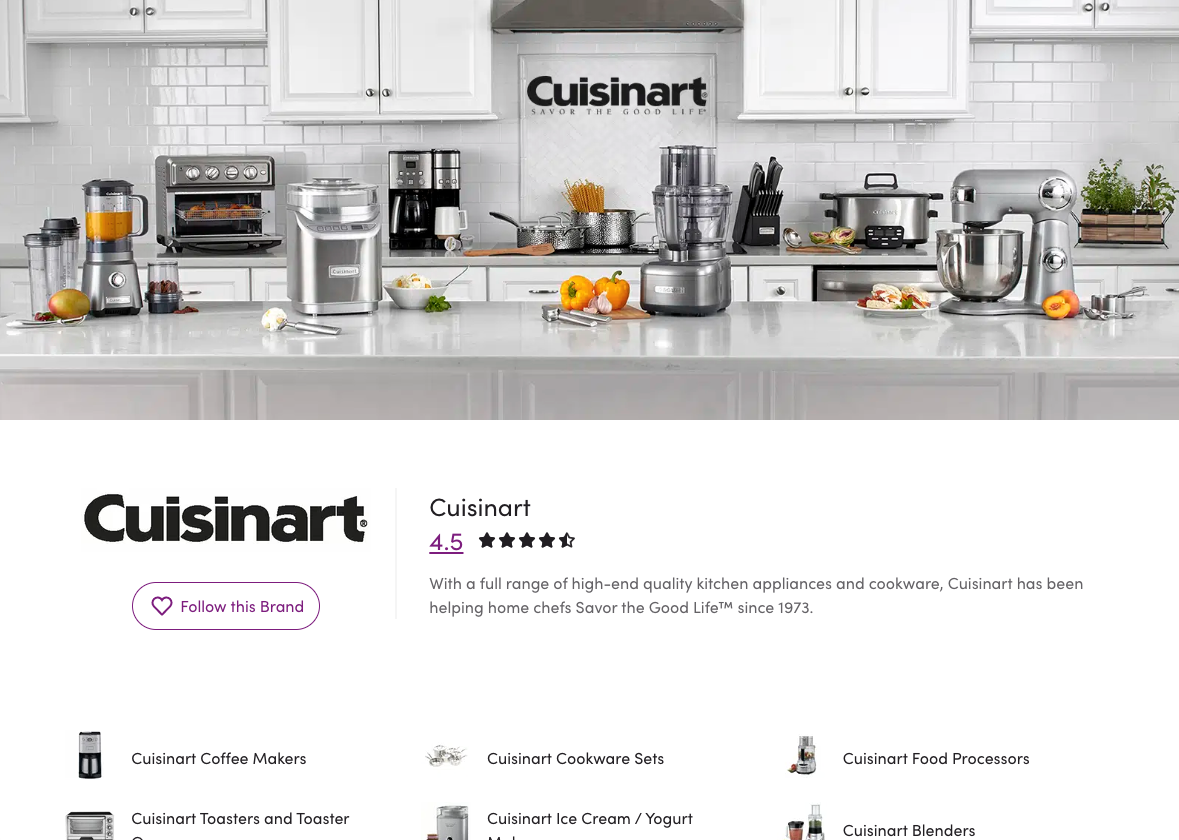 Cuisinart
SAVOR THE GOOD LIFE
Cuisinart®
Cuisinart
4.5
With a full range of high-end quality kitchen appliances and cookware, Cuisinart has been
helping home chefs Savor the Good Life™ since 1973.
Follow this Brand
Cuisinart Coffee Makers
Cuisinart Cookware Sets
Cuisinart Food Processors
Cuisinart Toasters and Toaster
Cuisinart Ice Cream / Yogurt
Cuisinart Blenders